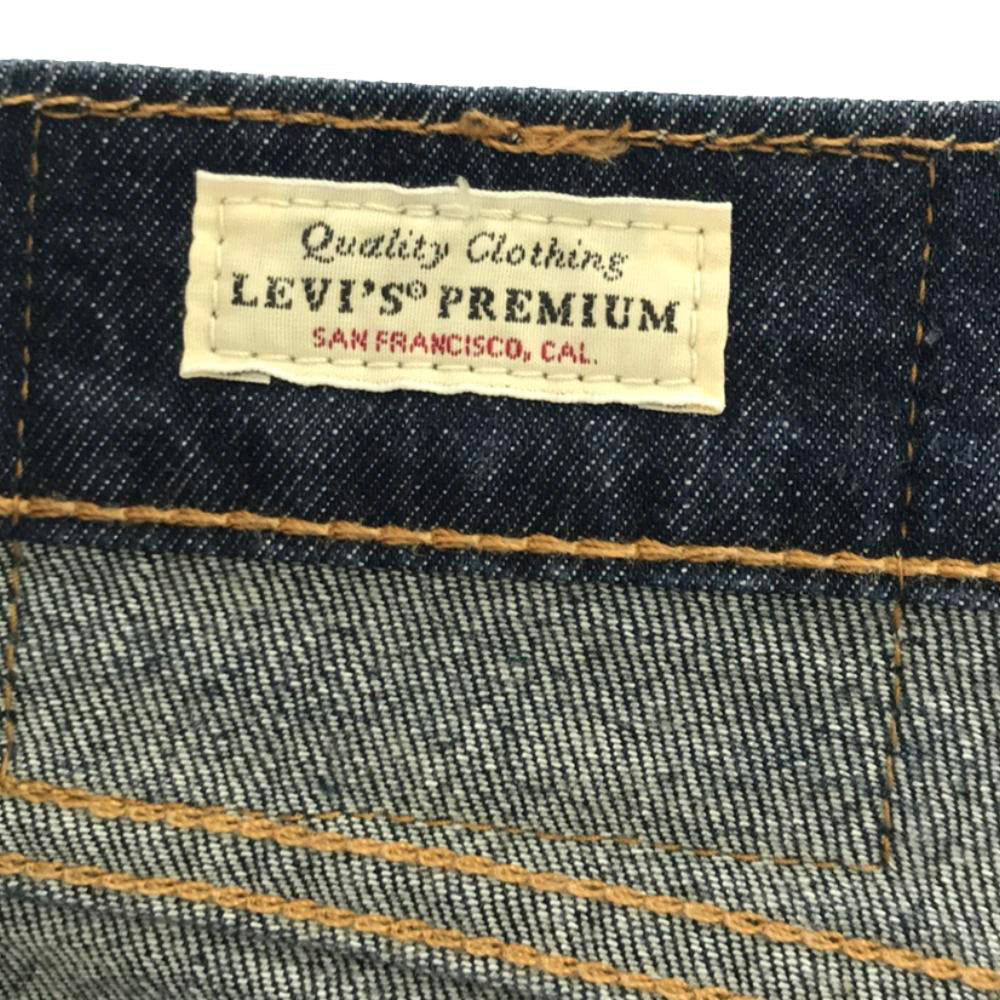 Quality Clothing
LEVI'S® PREMIUM
SAN FRANCISCO, CAL.